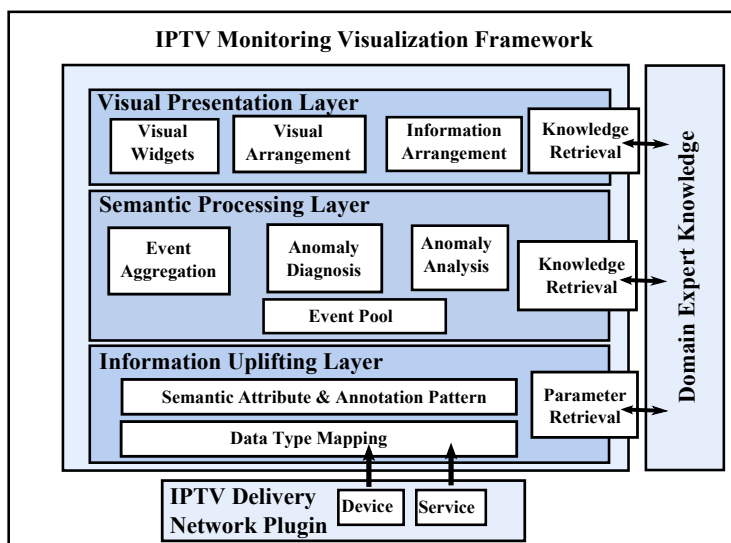 IPTV Monitoring Visualization Framework
Visual Presentation Layer
Visual
Widgets
Visual
Arrangement
Information
Arrangement
Knowledge
Retrieval
Semantic Processing Layer
Event
Aggregation
Anomaly
Diagnosis
Anomaly
Analysis
Knowledge
Retrieval
Event Pool
Information Uplifting Layer
Semantic Attribute & Annotation Pattern
Data Type Mapping
Parameter
Retrieval
Domain Expert Knowledge
IPTV Delivery
Network Plugin
Device
Service